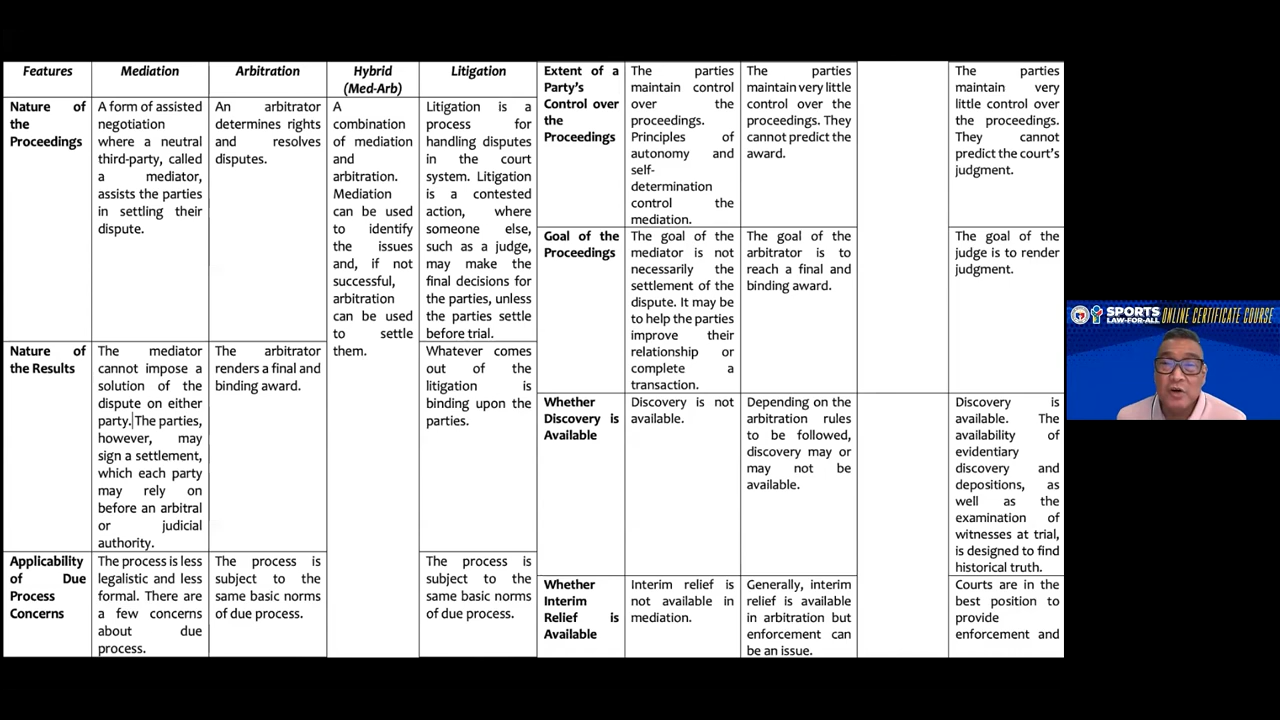 Features
Mediation
Arbitration
Hybrid
(Med-Arb)
Litigation
Nature of
the
Proceedings
A form of assisted
negotiation
where a neutral
third-party, called
a mediator,
assists the parties
in settling their
dispute.
An arbitrator
determines rights
and resolves
disputes.
A
combination
of mediation
and
arbitration.
Mediation
can be used
to identify
the issues
and, if not
successful,
arbitration
can be used
to settle
them.
Litigation is a
process for
handling disputes
in the court
system. Litigation
is a contested
action, where
someone else,
such as a judge,
may make the
final decisions for
the parties, unless
the parties settle
before trial.
Nature of
the Results
The mediator
cannot impose a
solution of the
dispute on either
party. The parties,
however, may
sign a settlement,
which each party
may rely on
before an arbitral
or judicial
authority.
The arbitrator
renders a final and
binding award.
Whatever comes
out of the
litigation is
binding upon the
parties.
Applicability
of Due
Process
Concerns
The process is less
legalistic and less
formal. There are
a few concerns
about due
process.
The process is
subject to the
same basic norms
of due process.
The process is
subject to the
same basic norms
of due process.
Extent of a
Party's
Control over
the
Proceedings
The parties
maintain control
over the
proceedings.
Principles of
autonomy and
self-
determination
control the
mediation.
The parties
maintain very little
control over the
proceedings. They
cannot predict the
award.
The parties
maintain very
little control over
the proceedings.
They cannot
predict the court's
judgment.
Goal of the
Proceedings
The goal of the
mediator is not
necessarily the
settlement of the
dispute. It may be
to help the parties
improve their
relationship or
complete a
transaction.
The goal of the
arbitrator is to
reach a final and
binding award.
The goal of the
judge is to render
judgment.
Whether
Discovery is
Available
Discovery is not
available.
Depending on the
arbitration rules
to be followed,
discovery may or
may not be
available.
Discovery is
available. The
availability of
evidentiary
discovery and
depositions, as
well as the
examination of
witnesses at trial,
is designed to find
historical truth.
Whether
Interim
Relief is
Available
Interim relief is
not available in
mediation.
Generally, interim
relief is available
in arbitration but
enforcement can
be an issue.
Courts are in the
best position to
provide
enforcement and
SPORTS
LAW-FOR-ALL
ONLINE CERTIFICATE COURSE